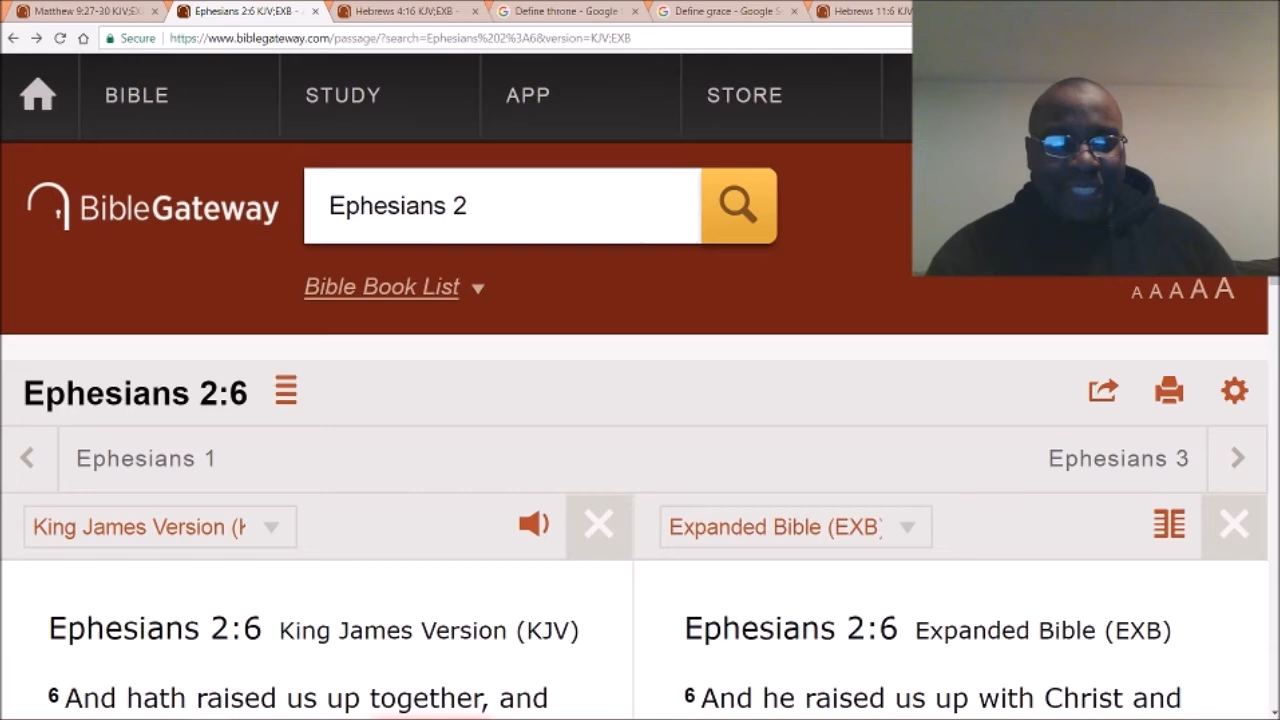 Matthew 9:27-30 KJV;EX
Ephesians 2:6 KJV;EXB -
Hebrews 4:16 KJV;EXB -
Define throne - Google
Define grace - Google S
Hebrews 11:6 KJV
Secure
https://www.biblegateway.com/passage/?search=Ephesians%202%3A6&version=KJV;EXB
BIBLE
STUDY
APP
STORE
BibleGateway
Ephesians 2
Bible Book List
A A A A A
Ephesians 2:6
Ephesians 1
Ephesians 3
King James Version (K
Expanded Bible (EXB)
Ephesians 2:6 King James Version (KJV)
Ephesians 2:6 Expanded Bible (EXB)
6 And hath raised us up together, and
6 And he raised us up with Christ and